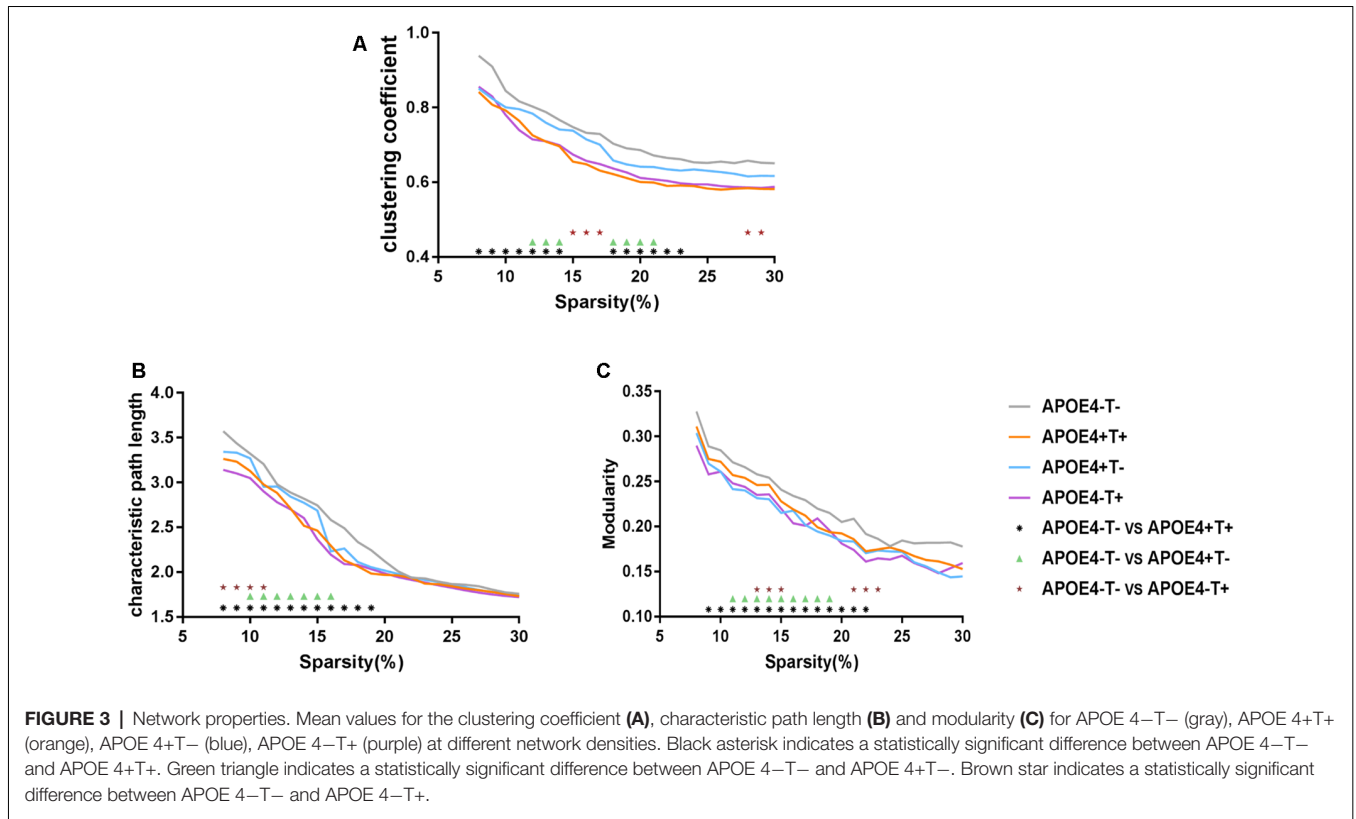 A
clustering coefficient
1.0
0.8
0.6
0.4
5 10 15 20 25 30
Sparsity(%)
B
characteristic path length
4.0
3.5
3.0
2.5
2.0
1.5
5 10 15 20 25 30
Sparsity(%)
C
Modularity
0.35
0.30
0.25
0.20
0.15
0.10
5 10 15 20 25 30
Sparsity(%)
APOE4-T-
APOE4+T+
APOE4+T-
APOE4-T+
APOE4-T- VS APOE4+T+
APOE4-T- VS APOE4+T-
APOE4-T- VS APOE4-T+
FIGURE 3 | Network properties. Mean values for the clustering coefficient (A), characteristic path length (B) and modularity (C) for APOE 4−T− (gray), APOE 4+T+
(orange), APOE 4+T− (blue), APOE 4−T+ (purple) at different network densities. Black asterisk indicates a statistically significant difference between APOE 4−T−
and APOE 4+T+. Green triangle indicates a statistically significant difference between APOE 4−T− and APOE 4+T−. Brown star indicates a statistically significant
difference between APOE 4−T− and APOE 4−T+.